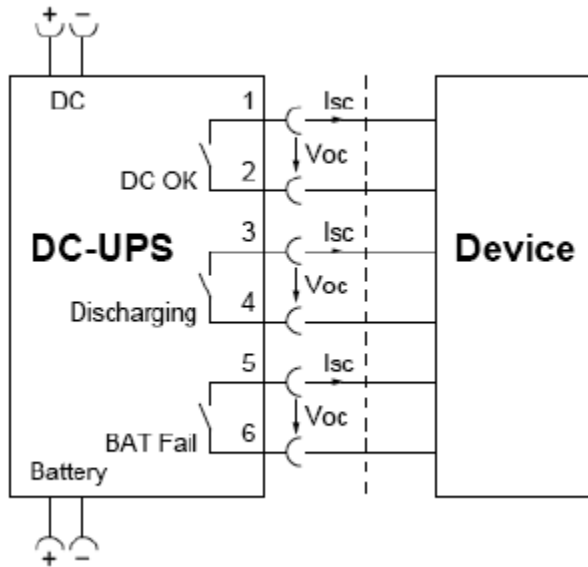 + −
DC
1
Isc
Voc
DC OK
2
DC-UPS
3
Isc
Voc
Discharging
4
Device
5
Isc
Voc
BAT Fail
6
Battery
+ −